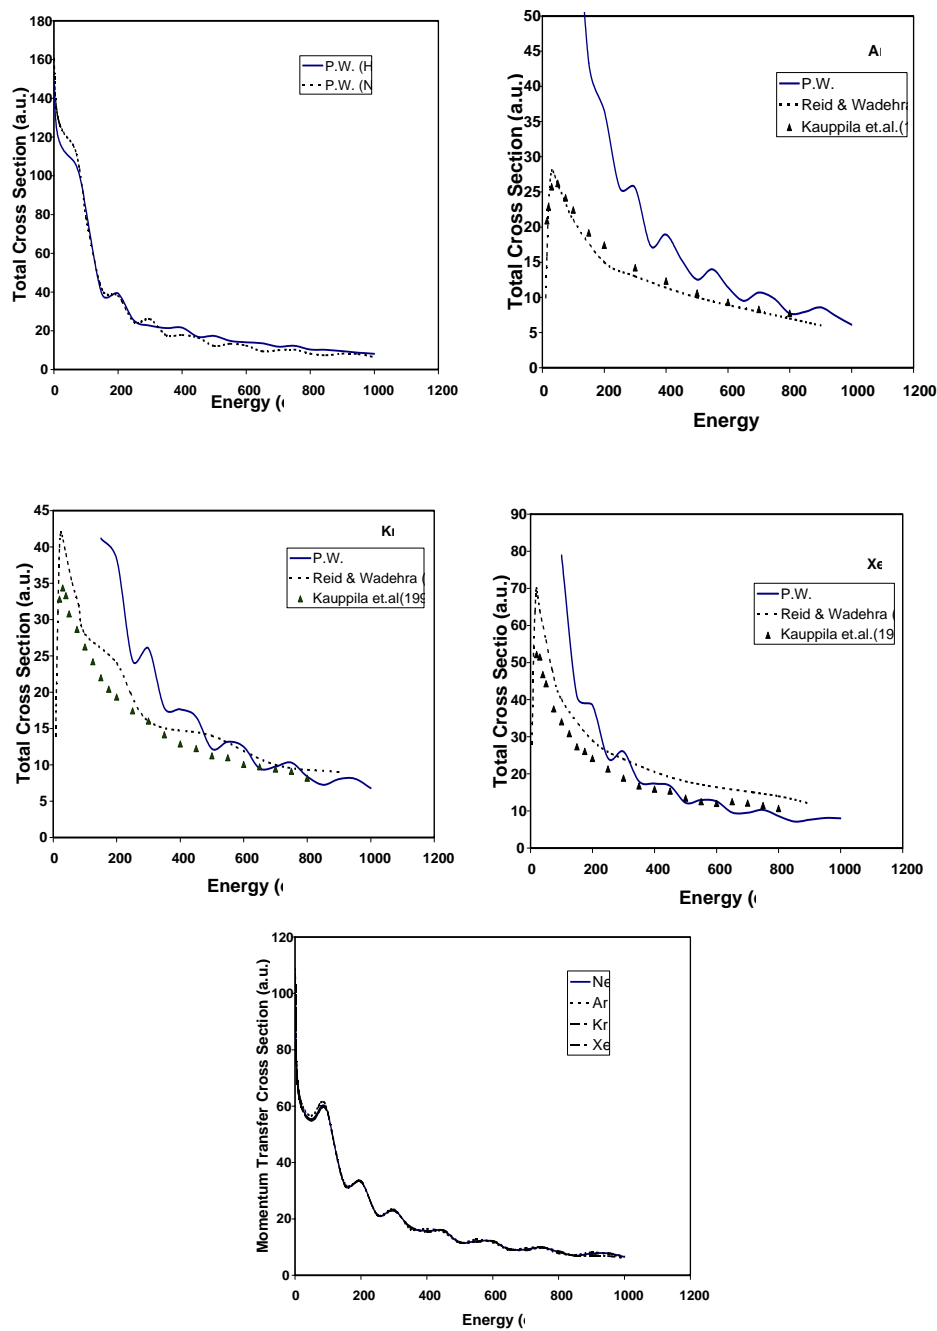 180
160
140
120
100
80
60
40
20
0
0 200 400 600 800 1000 1200
Total Cross Section (a.u.)
Energy (
P.W. (H
P.W. (N
50
45
40
35
30
25
20
15
10
5
0
0 200 400 600 800 1000 1200
Total Cross Section (a.u.)
Energy
A
P.W.
Reid & Wadehra
Kauppila et.al.(1
45
40
35
30
25
20
15
10
5
0
0 200 400 600 800 1000 1200
Total Cross Section (a.u.)
Energy (
K
P.W.
Reid & Wadehra (
Kauppila et.al(199
90
80
70
60
50
40
30
20
10
0
0 200 400 600 800 1000 1200
Total Cross Sectio (a.u.)
Energy (
Xe
P.W.
Reid & Wadehra (
Kauppila et.al.(19
120
100
80
60
40
20
0
0 200 400 600 800 1000 1200
Momentum Transfer Cross Section (a.u.)
Energy (
Ne
Ar
Kr
Xe